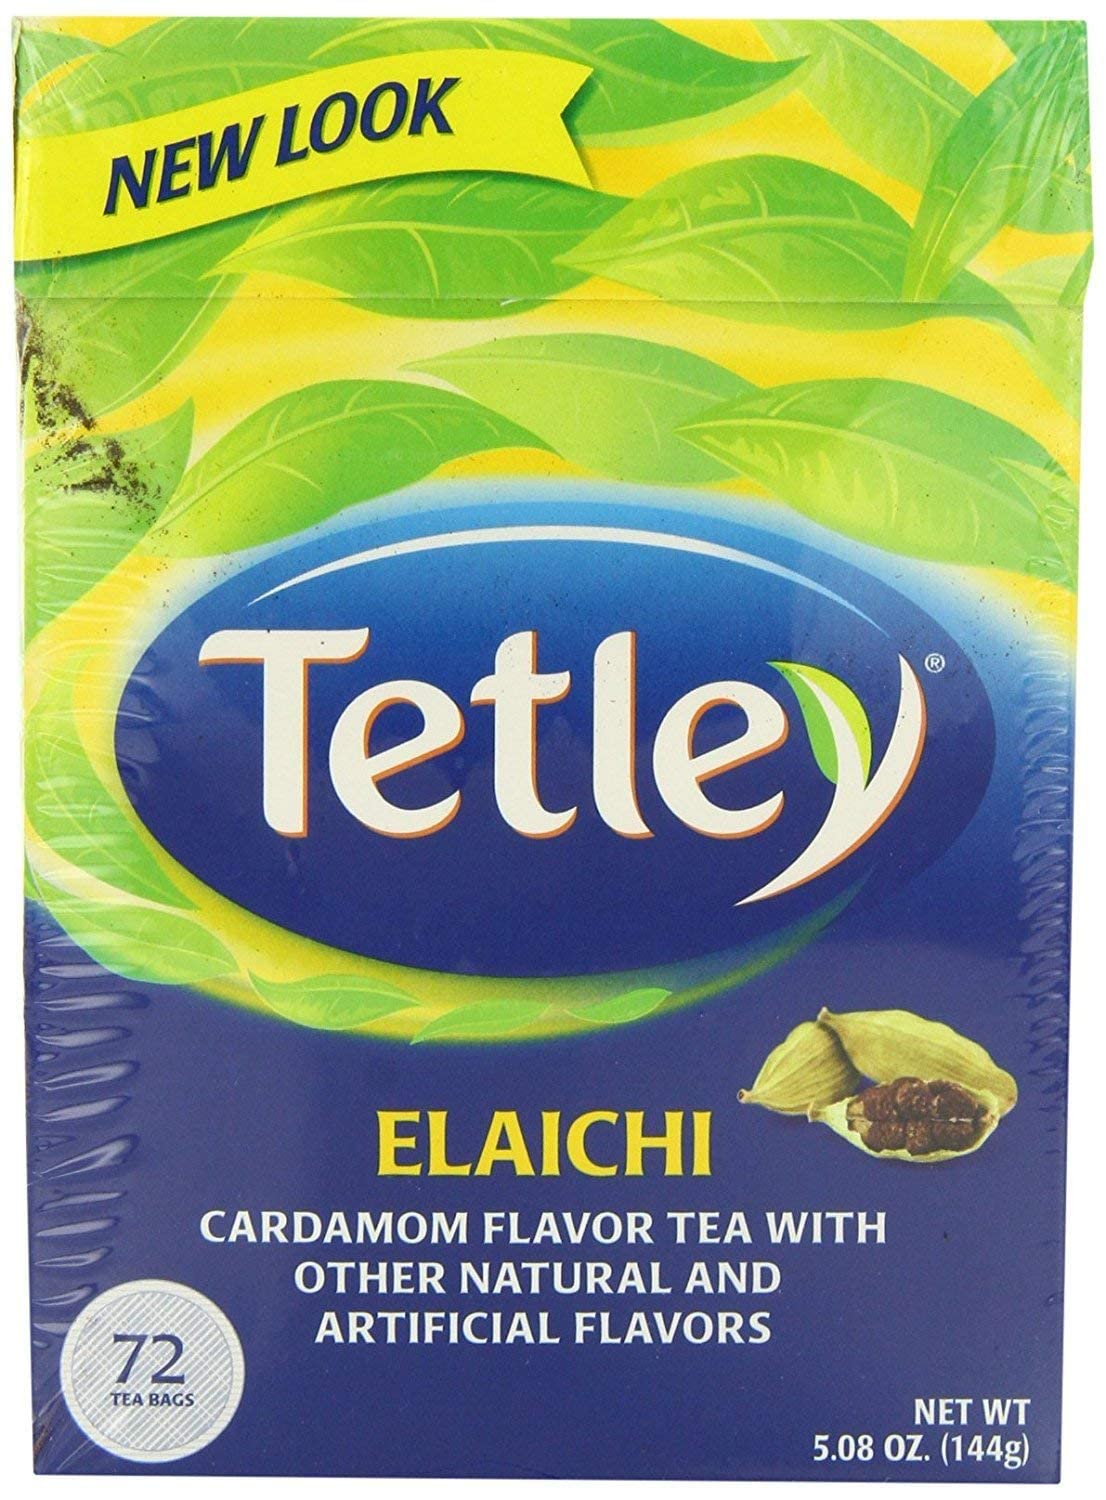 NEW LOOK
Tetley®
ELAICHI
CARDAMOM FLAVOR TEA WITH
OTHER NATURAL AND
ARTIFICIAL FLAVORS
72
TEA BAGS
NET WT
5.08 OZ. (144g)